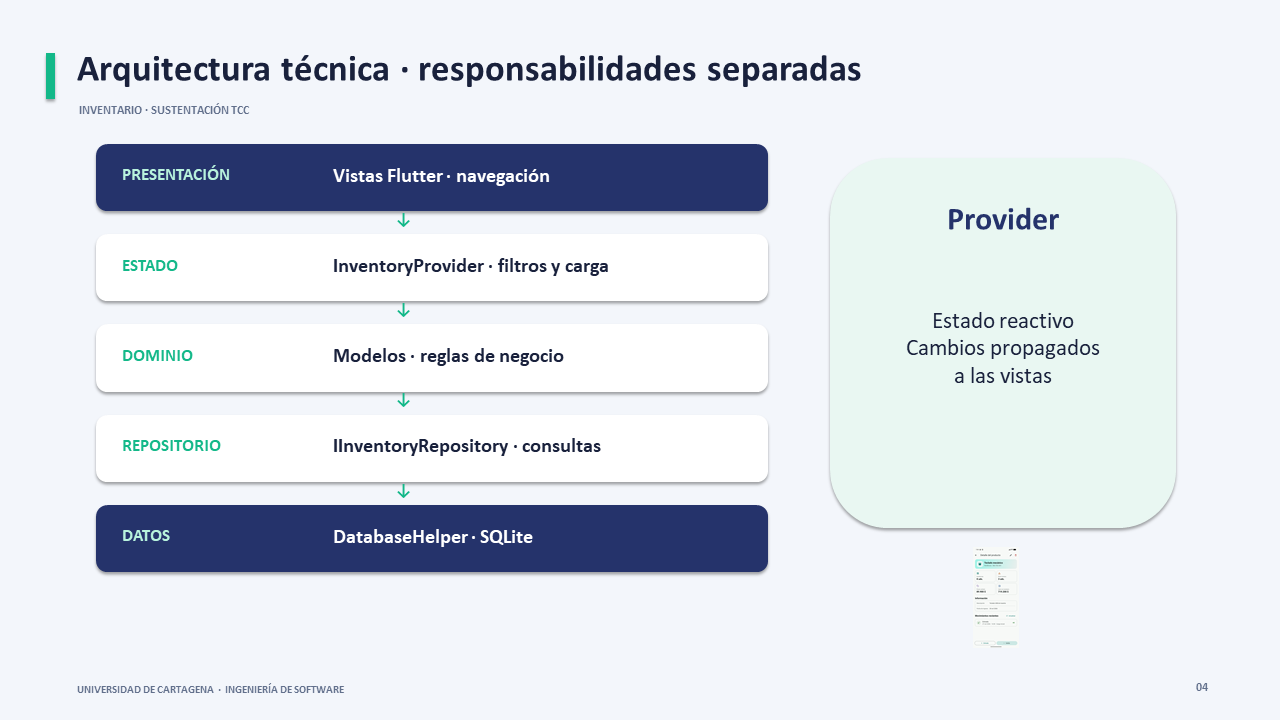 Arquitectura técnica · responsabilidades separadas
INVENTARIO · SUSTENTACIÓN TCC
PRESENTACIÓN Vistas Flutter · navegación
↓
ESTADO InventoryProvider · filtros y carga
↓
DOMINIO Modelos · reglas de negocio
↓
REPOSITORIO IInventoryRepository · consultas
↓
DATOS DatabaseHelper · SQLite
Provider
Estado reactivo
Cambios propagados
a las vistas
UNIVERSIDAD DE CARTAGENA · INGENIERÍA DE SOFTWARE
04